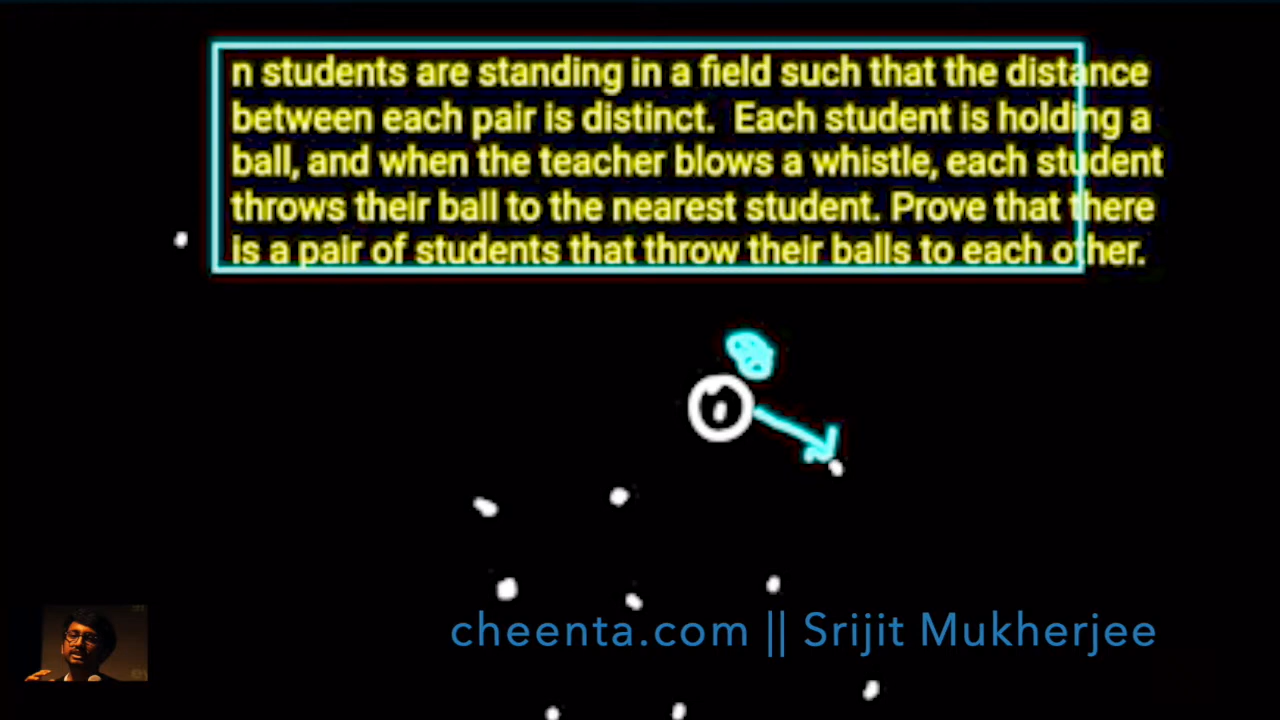 n students are standing in a field such that the distance
between each pair is distinct. Each student is holding a
ball, and when the teacher blows a whistle, each student
throws their ball to the nearest student. Prove that there
is a pair of students that throw their balls to each other.
cheenta.com || Srijit Mukherjee